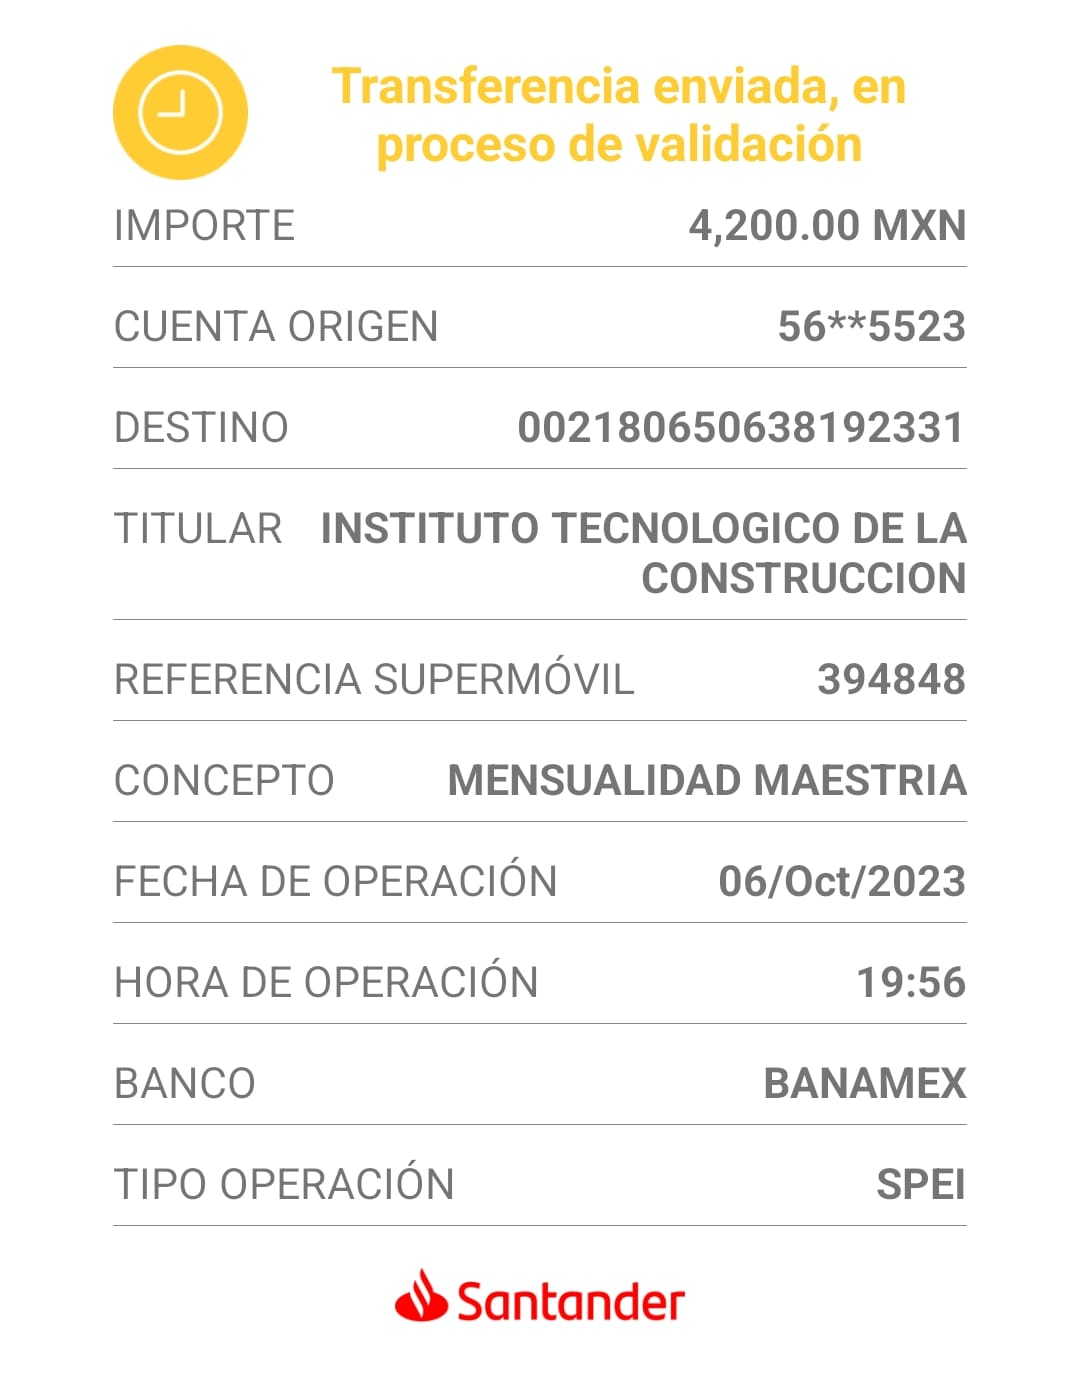 Transferencia enviada, en
proceso de validación
IMPORTE 4,200.00 MXN
CUENTA ORIGEN 56**5523
DESTINO 002180650638192331
TITULAR INSTITUTO TECNOLOGICO DE LA
CONSTRUCCION
REFERENCIA SUPERMÓVIL 394848
CONCEPTO MENSUALIDAD MAESTRIA
FECHA DE OPERACIÓN 06/Oct/2023
HORA DE OPERACIÓN 19:56
BANCO BANAMEX
TIPO OPERACIÓN SPEI
Santander